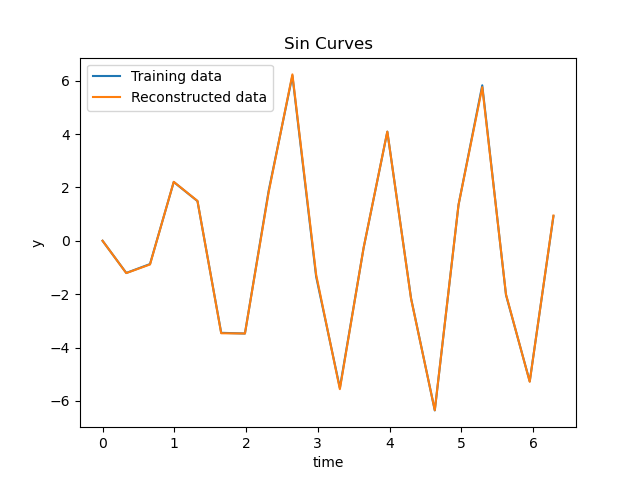 Sin Curves
Training data
Reconstructed data
6
4
2
0
−2
−4
−6
y
0 1 2 3 4 5 6
time